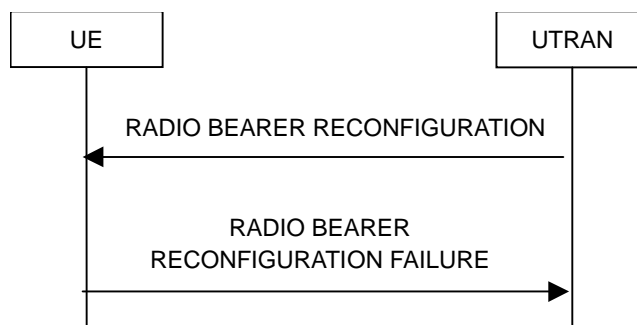 UE
UTRAN
RADIO BEARER RECONFIGURATION
RADIO BEARER
RECONFIGURATION FAILURE